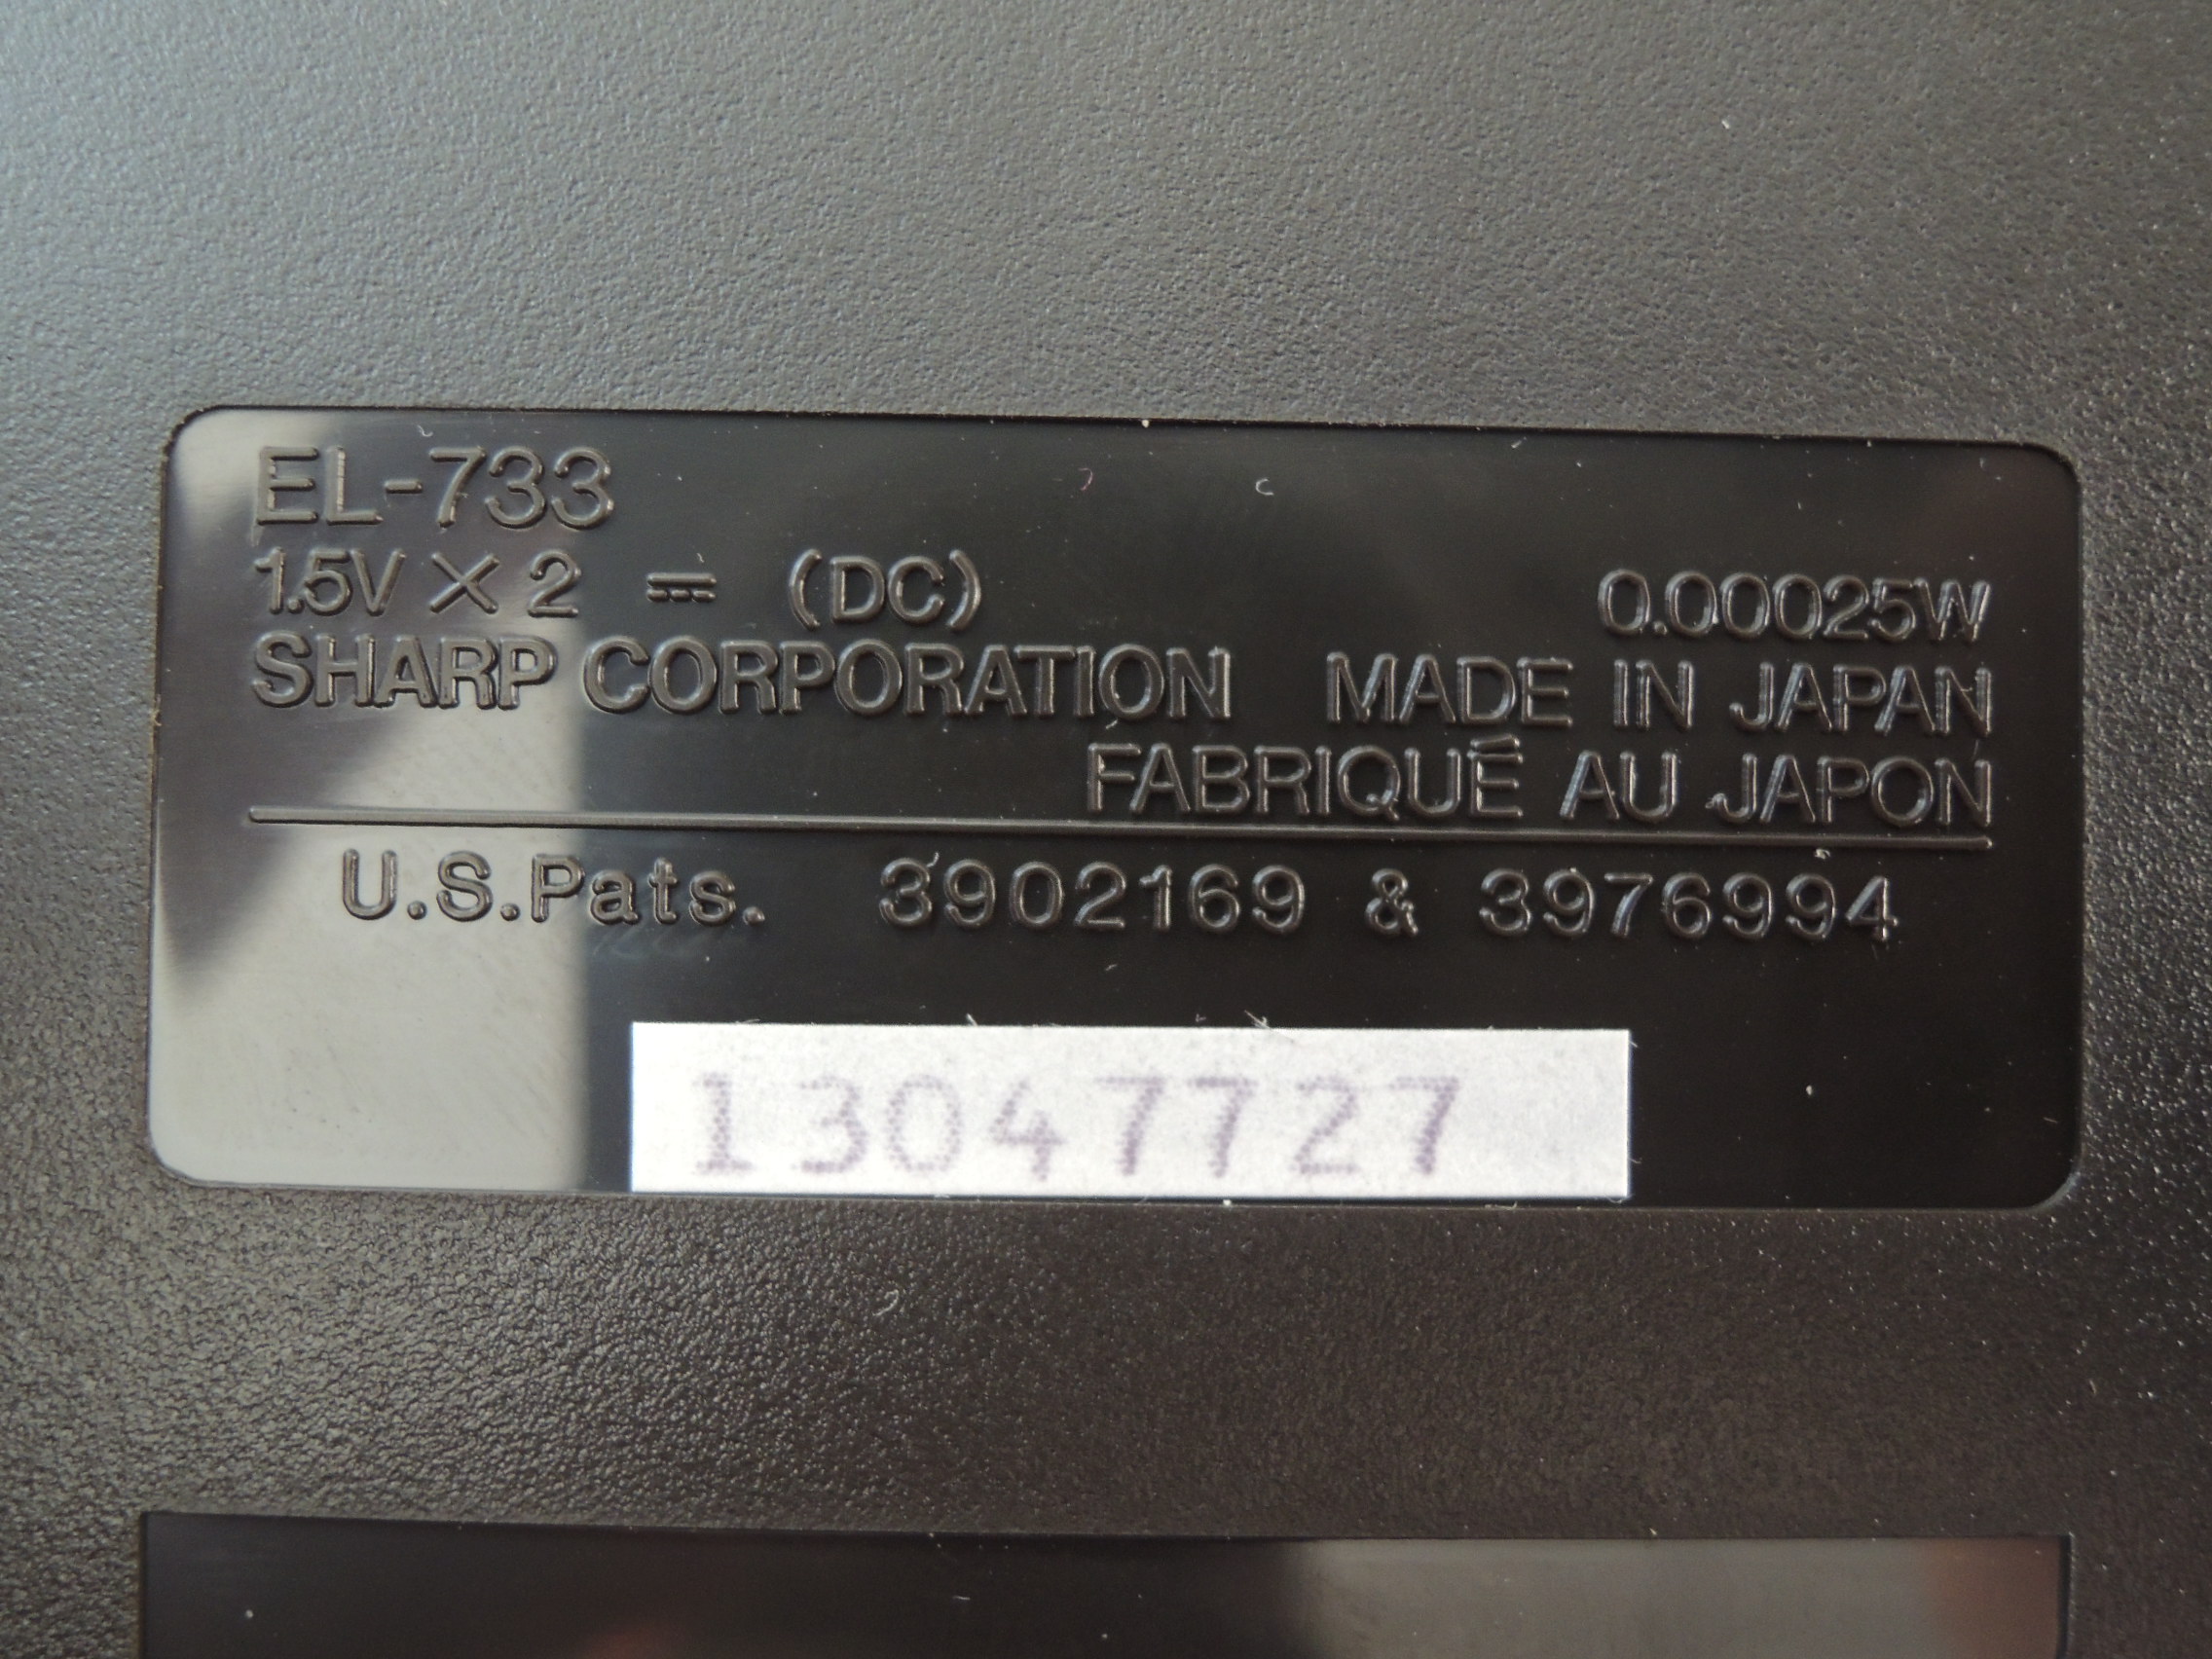 EL-733
1.5V X 2 ⎓ (DC) 0.00025W
SHARP CORPORATION MADE IN JAPAN
FABRIQUÉ AU JAPON
U.S.Pats. 3902169 & 3976994
13047727